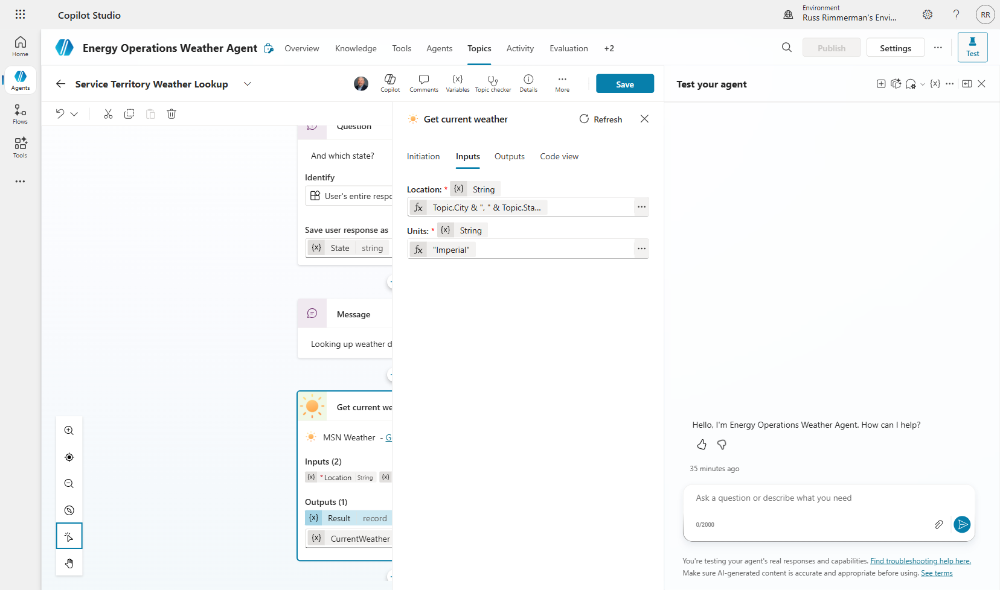 Copilot Studio
Environment
Russ Rimmerman's Envi...
RR
Home
Agents
Flows
Tools
Energy Operations Weather Agent
Overview
Knowledge
Tools
Agents
Topics
Activity
Evaluation
+2
Publish
Settings
Test
Service Territory Weather Lookup
Copilot
Comments
Variables
Topic checker
Details
More
Save
Question
And which state?
Identify
User's entire respo
Save user response as
{x} State string
Message
Looking up weather d
Get current we
MSN Weather - G
Inputs (2)
{x} * Location String {x}
Outputs (1)
{x} Result record
{x} CurrentWeather
Get current weather
Refresh
Initiation
Inputs
Outputs
Code view
Location: * {x} String
fx Topic.City & ", " & Topic.Sta...
Units: * {x} String
fx "Imperial"
Test your agent
{x}
Hello, I'm Energy Operations Weather Agent. How can I help?
35 minutes ago
Ask a question or describe what you need
0/2000
You're testing your agent's real responses and capabilities. Find troubleshooting help here.
Make sure AI-generated content is accurate and appropriate before using. See terms